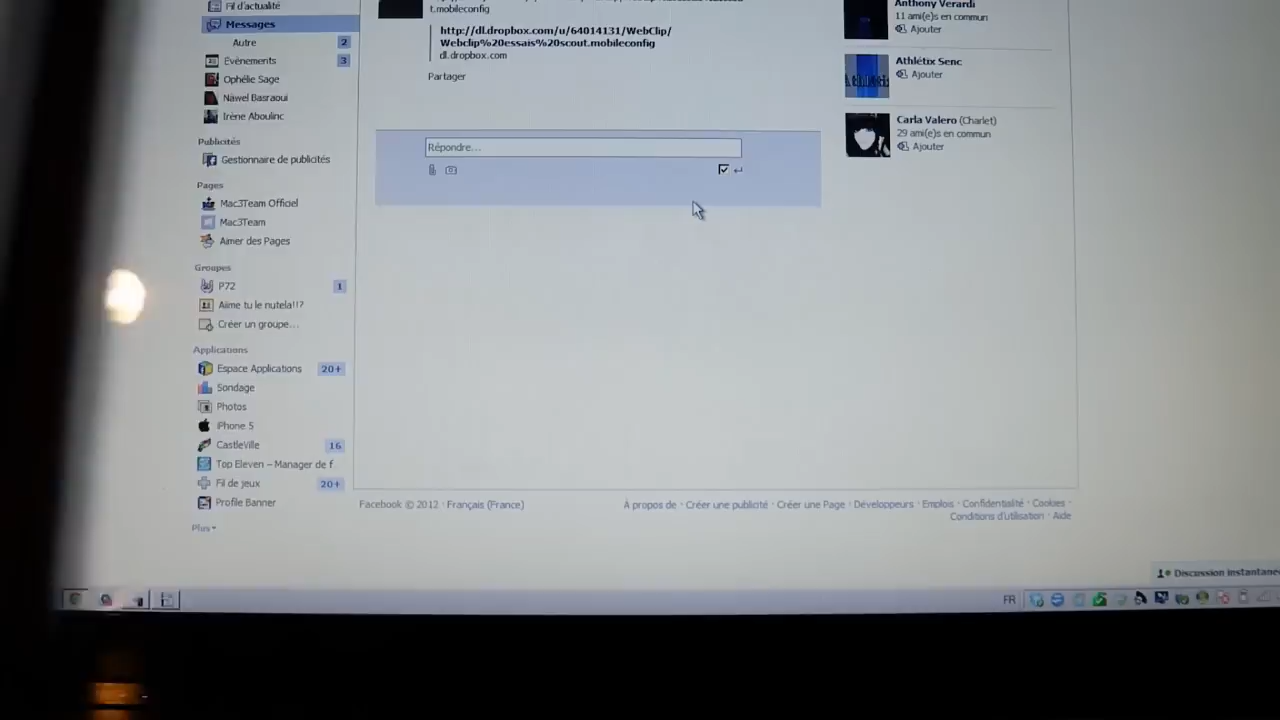 Fil d'actualité
Messages
Autre 2
Évènements 3
Ophélie Sage
Nawel Basraoui
Irène Aboulinc
Publicités
Gestionnaire de publicités
Pages
Mac3Team Officiel
Mac3Team
Aimer des Pages
Groupes
P72 1
Aiime tu le nutela!!?
Créer un groupe...
Applications
Espace Applications 20+
Sondage
Photos
iPhone 5
CastleVille 16
Top Eleven – Manager de f
Fil de jeux 20+
Profile Banner
Plus
t.mobileconfig
http://dl.dropbox.com/u/64014131/WebClip/
Webclip%20essais%20scout.mobileconfig
dl.dropbox.com
Partager
Répondre...
Anthony Verardi
11 ami(e)s en commun
Ajouter
Athlétix Senc
Ajouter
Carla Valero (Charlet)
29 ami(e)s en commun
Ajouter
Facebook © 2012 · Français (France)
À propos de · Créer une publicité · Créer une Page · Développeurs · Emplois · Confidentialité · Cookies ·
Conditions d'utilisation · Aide
Discussion instantané
FR